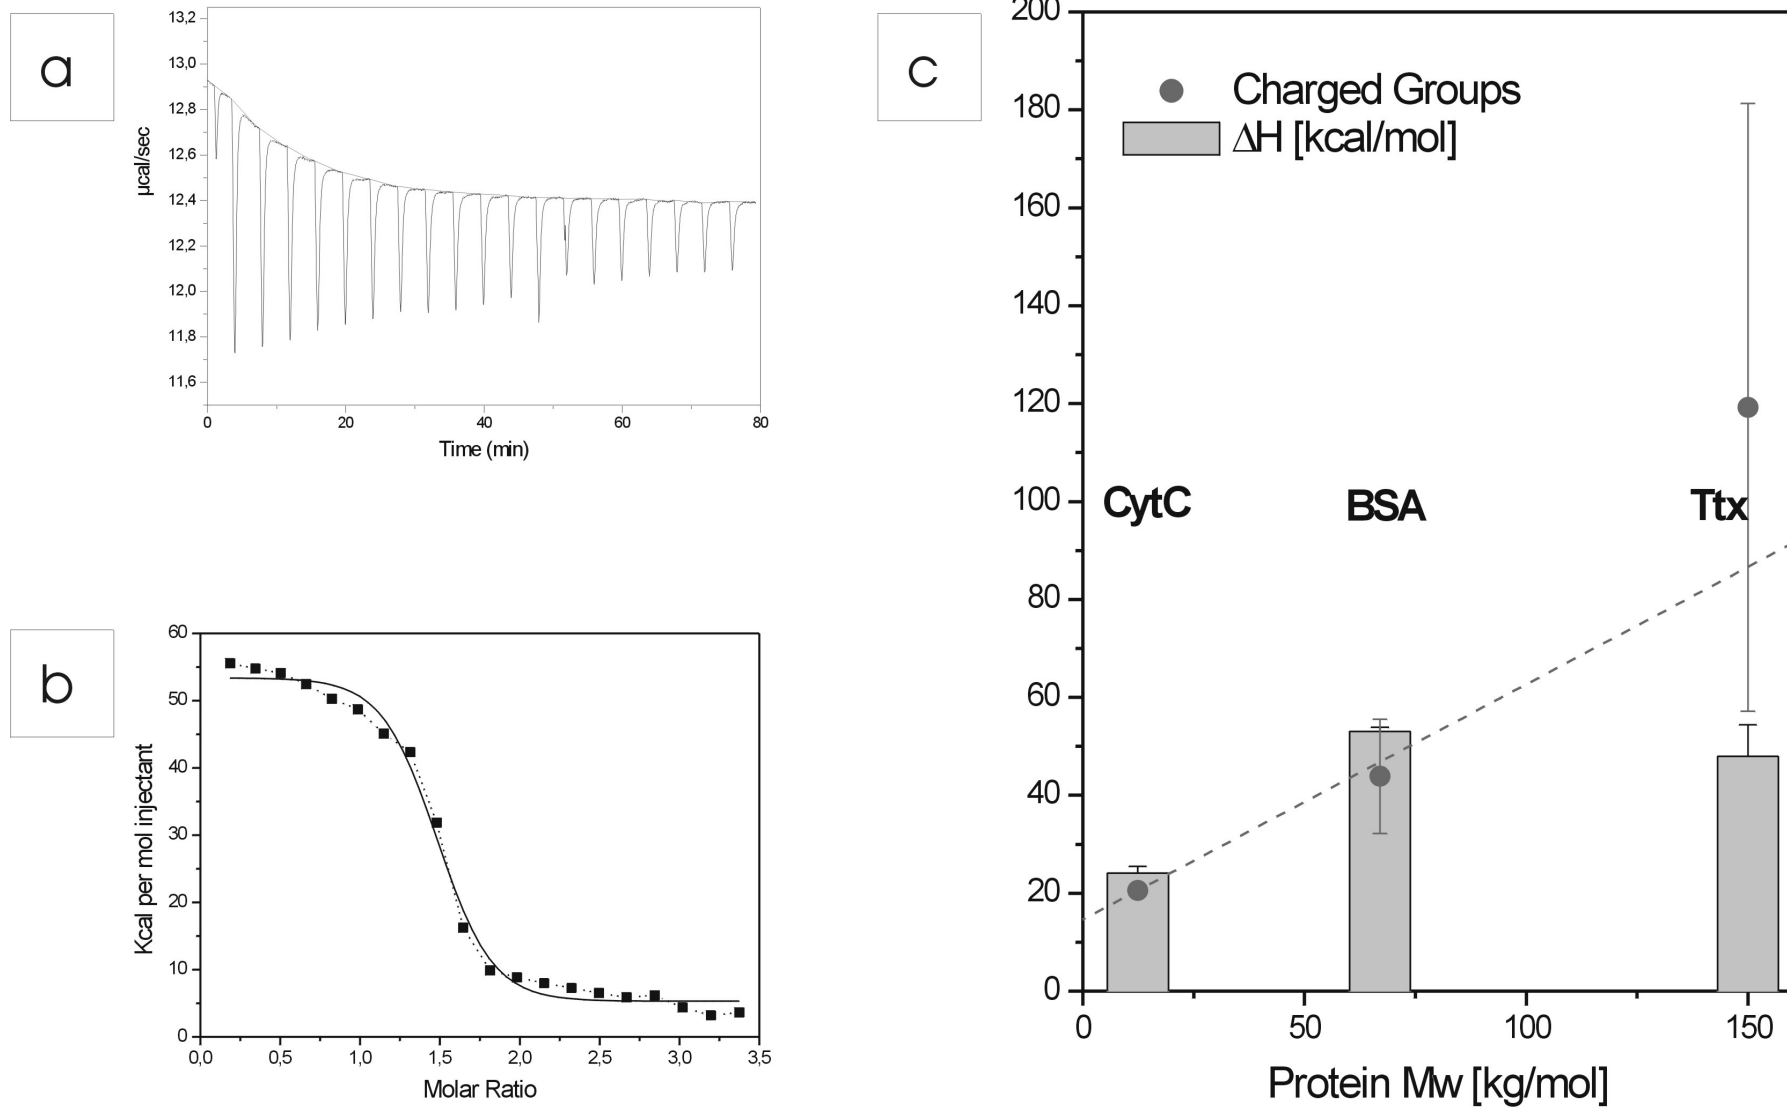 a
13,2
13,0
12,8
12,6
12,4
12,2
12,0
11,8
11,6
µcal/sec
0 20 40 60 80
Time (min)
b
60
50
40
30
20
10
0
Kcal per mol injectant
0,0 0,5 1,0 1,5 2,0 2,5 3,0 3,5
Molar Ratio
c
200
180
160
140
120
100
80
60
40
20
0
Charged Groups
ΔH [kcal/mol]
CytC BSA Ttx
0 50 100 150
Protein Mw [kg/mol]